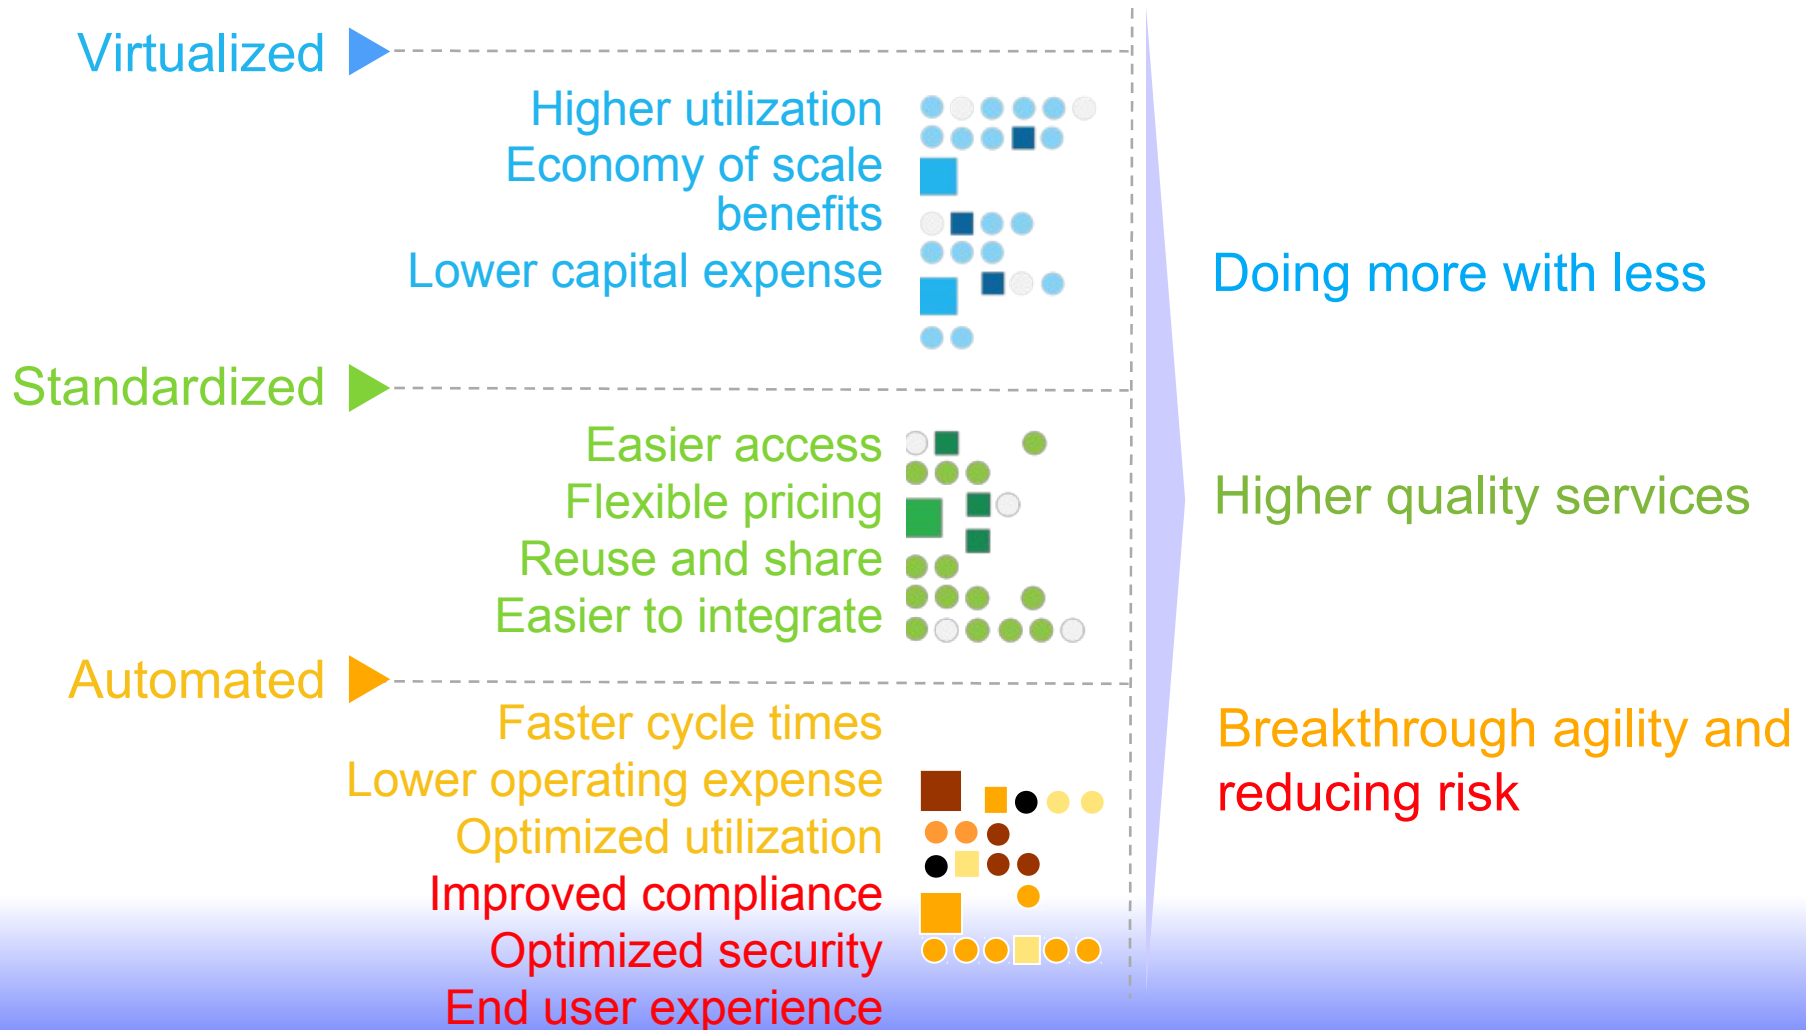 Virtualized
Higher utilization
Economy of scale
benefits
Lower capital expense
Doing more with less
Standardized
Easier access
Flexible pricing
Reuse and share
Easier to integrate
Higher quality services
Automated
Faster cycle times
Lower operating expense
Optimized utilization
Improved compliance
Optimized security
End user experience
Breakthrough agility and
reducing risk